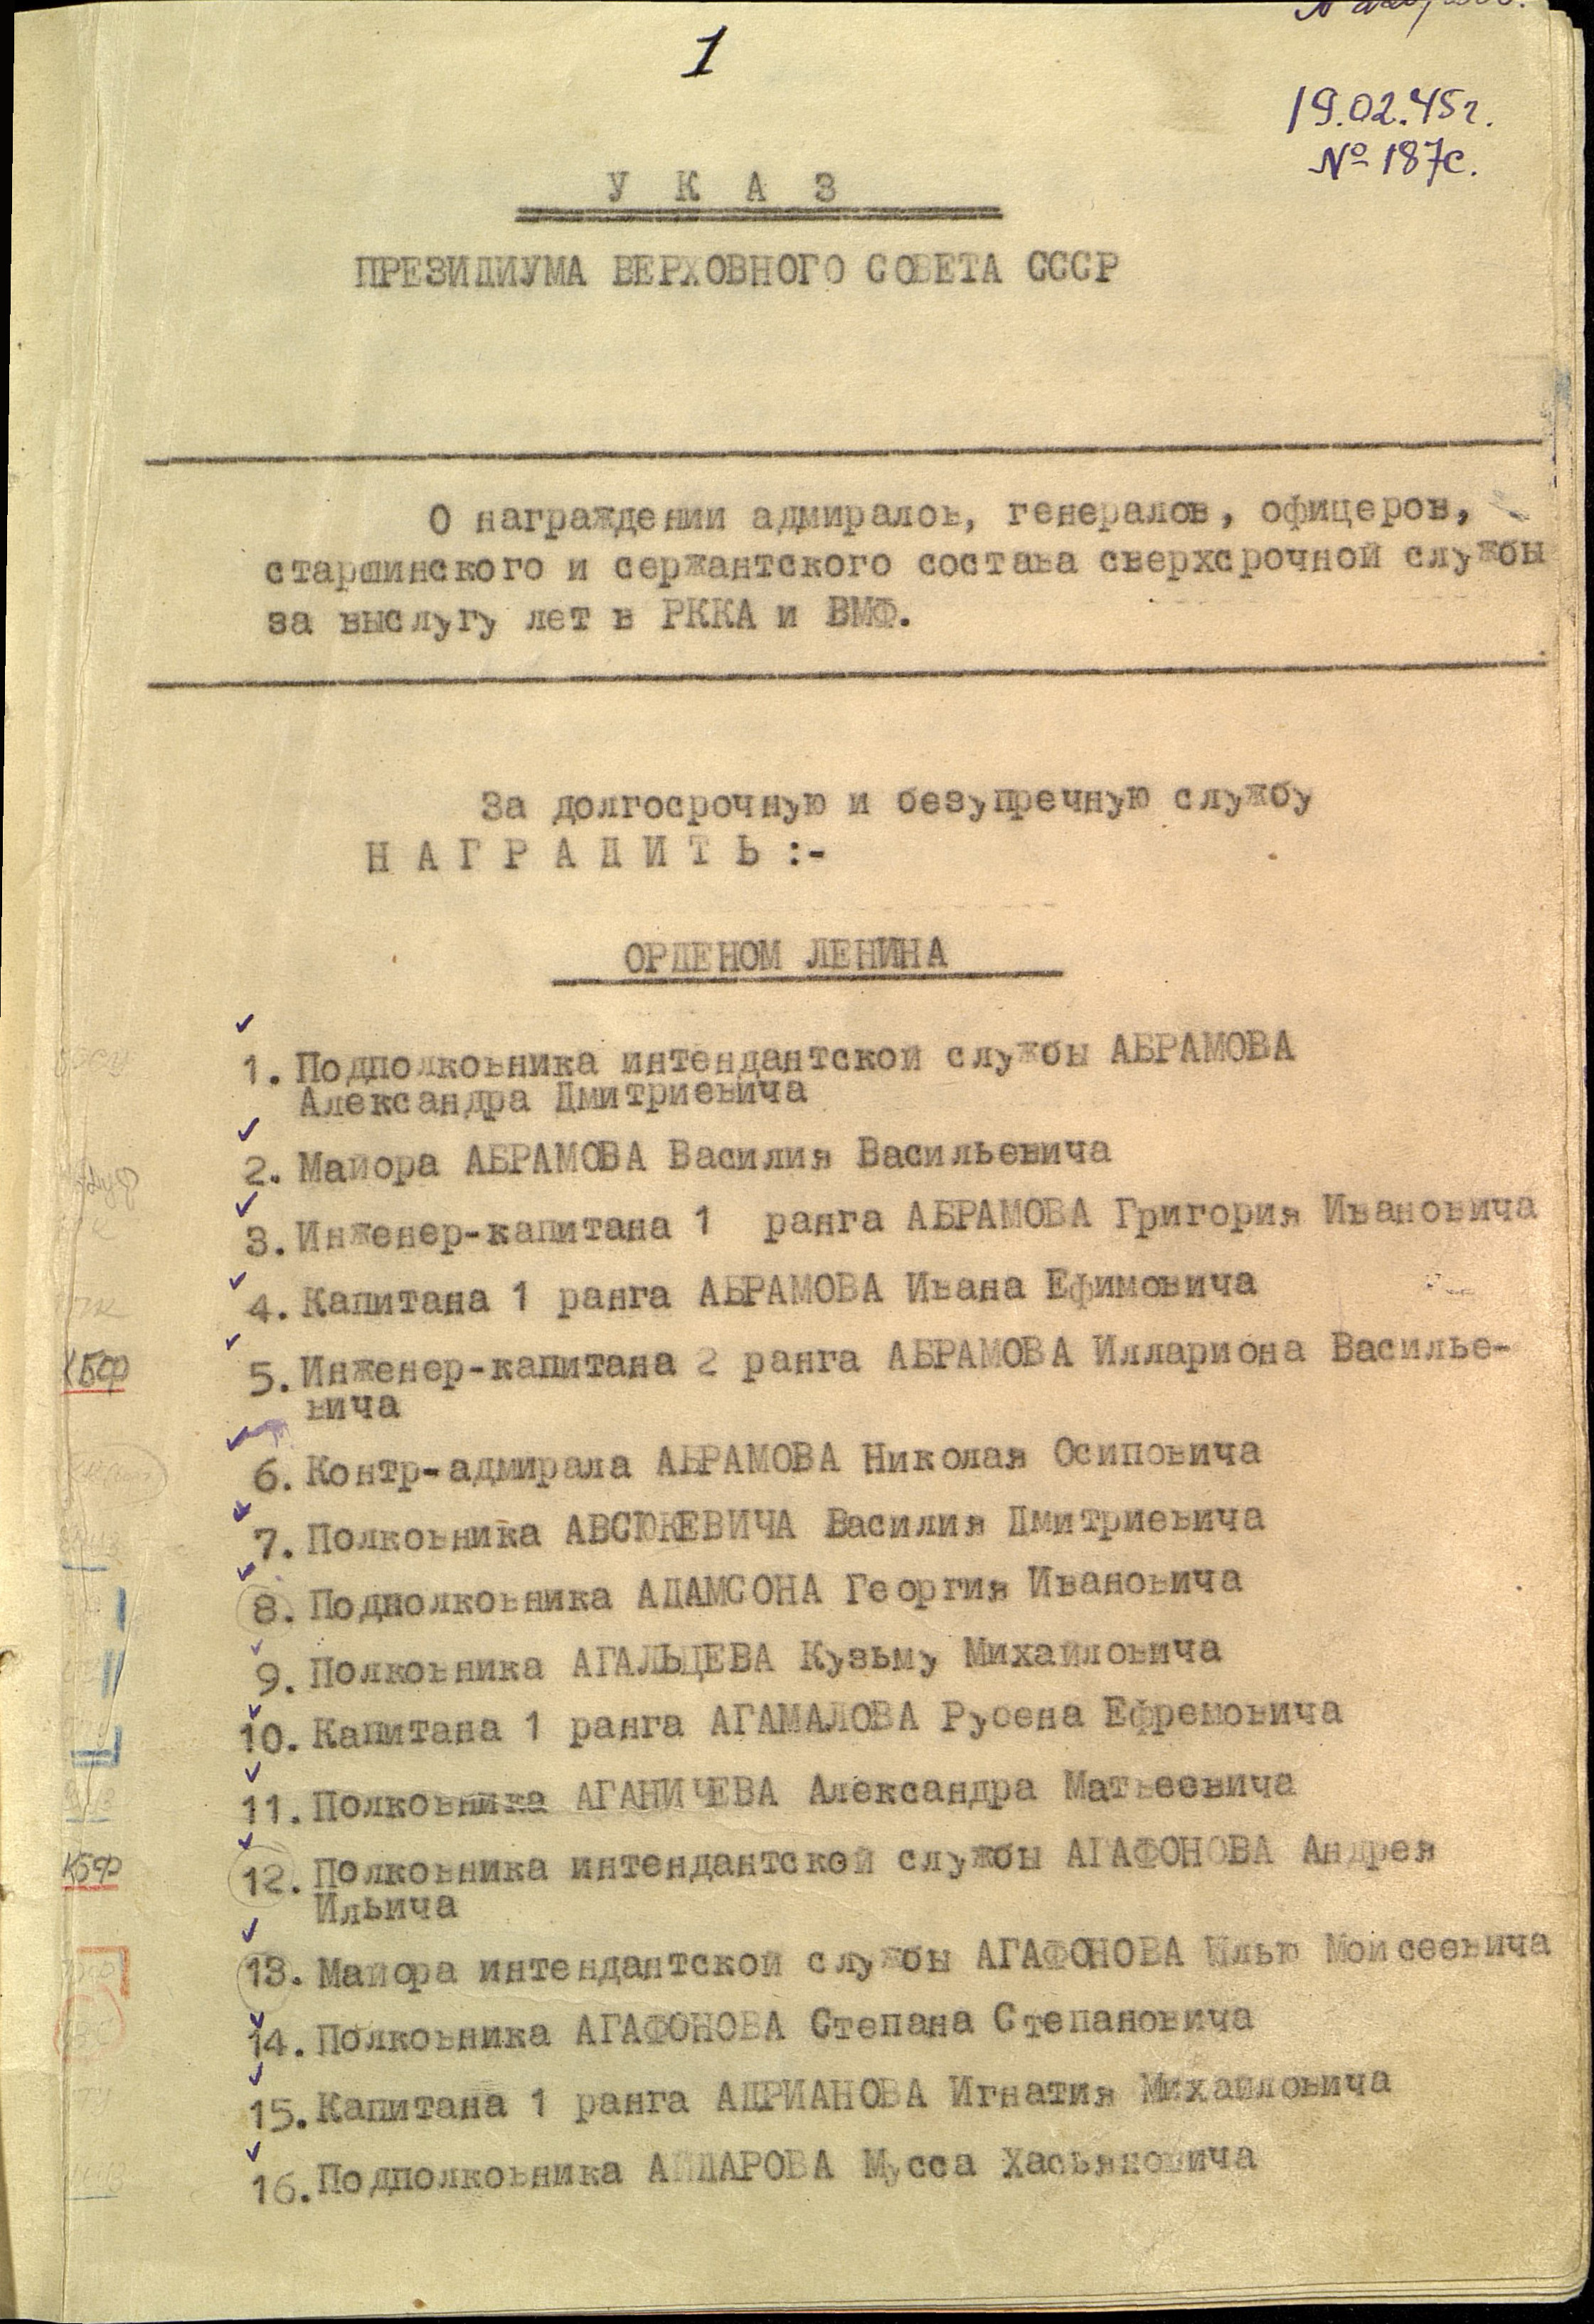 1
19.02.45г.
№ 187с.
У К А З
ПРЕЗИДИУМА ВЕРХОВНОГО СОВЕТА СССР
О награждении адмиралов, генералов, офицеров,
старшинского и сержантского состава сверхсрочной службы
за выслугу лет в РККА и ВМФ.
За долгосрочную и безупречную службу
Н А Г Р А Д И Т Ь :-
ОРДЕНОМ ЛЕНИНА
1. Подполковника интендантской службы АБРАМОВА
Александра Дмитриевича
2. Майора АБРАМОВА Василия Васильевича
3. Инженер-капитана 1 ранга АБРАМОВА Григория Ивановича
4. Капитана 1 ранга АБРАМОВА Ивана Ефимовича
КБФ
5. Инженер-капитана 2 ранга АБРАМОВА Иллариона Василье-
вича
6. Контр-адмирала АБРАМОВА Николая Осиповича
7. Полковника АВСЮКЕВИЧА Василия Дмитриевича
8. Подполковника АДАМСОНА Георгия Ивановича
9. Полковника АГАЛЬЦЕВА Кузьму Михайловича
10. Капитана 1 ранга АГАМАЛОВА Рубена Ефремовича
11. Полковника АГАНИЧЕВА Александра Матвеевича
КБФ
12. Полковника интендантской службы АГАФОНОВА Андрея
Ильича
13. Майора интендантской службы АГАФОНОВА Илью Моисеевича
14. Полковника АГАФОНОВА Степана Степановича
15. Капитана 1 ранга АДРИАНОВА Игнатия Михайловича
16. Подполковника АЙДАРОВА Мусса Хасьяновича